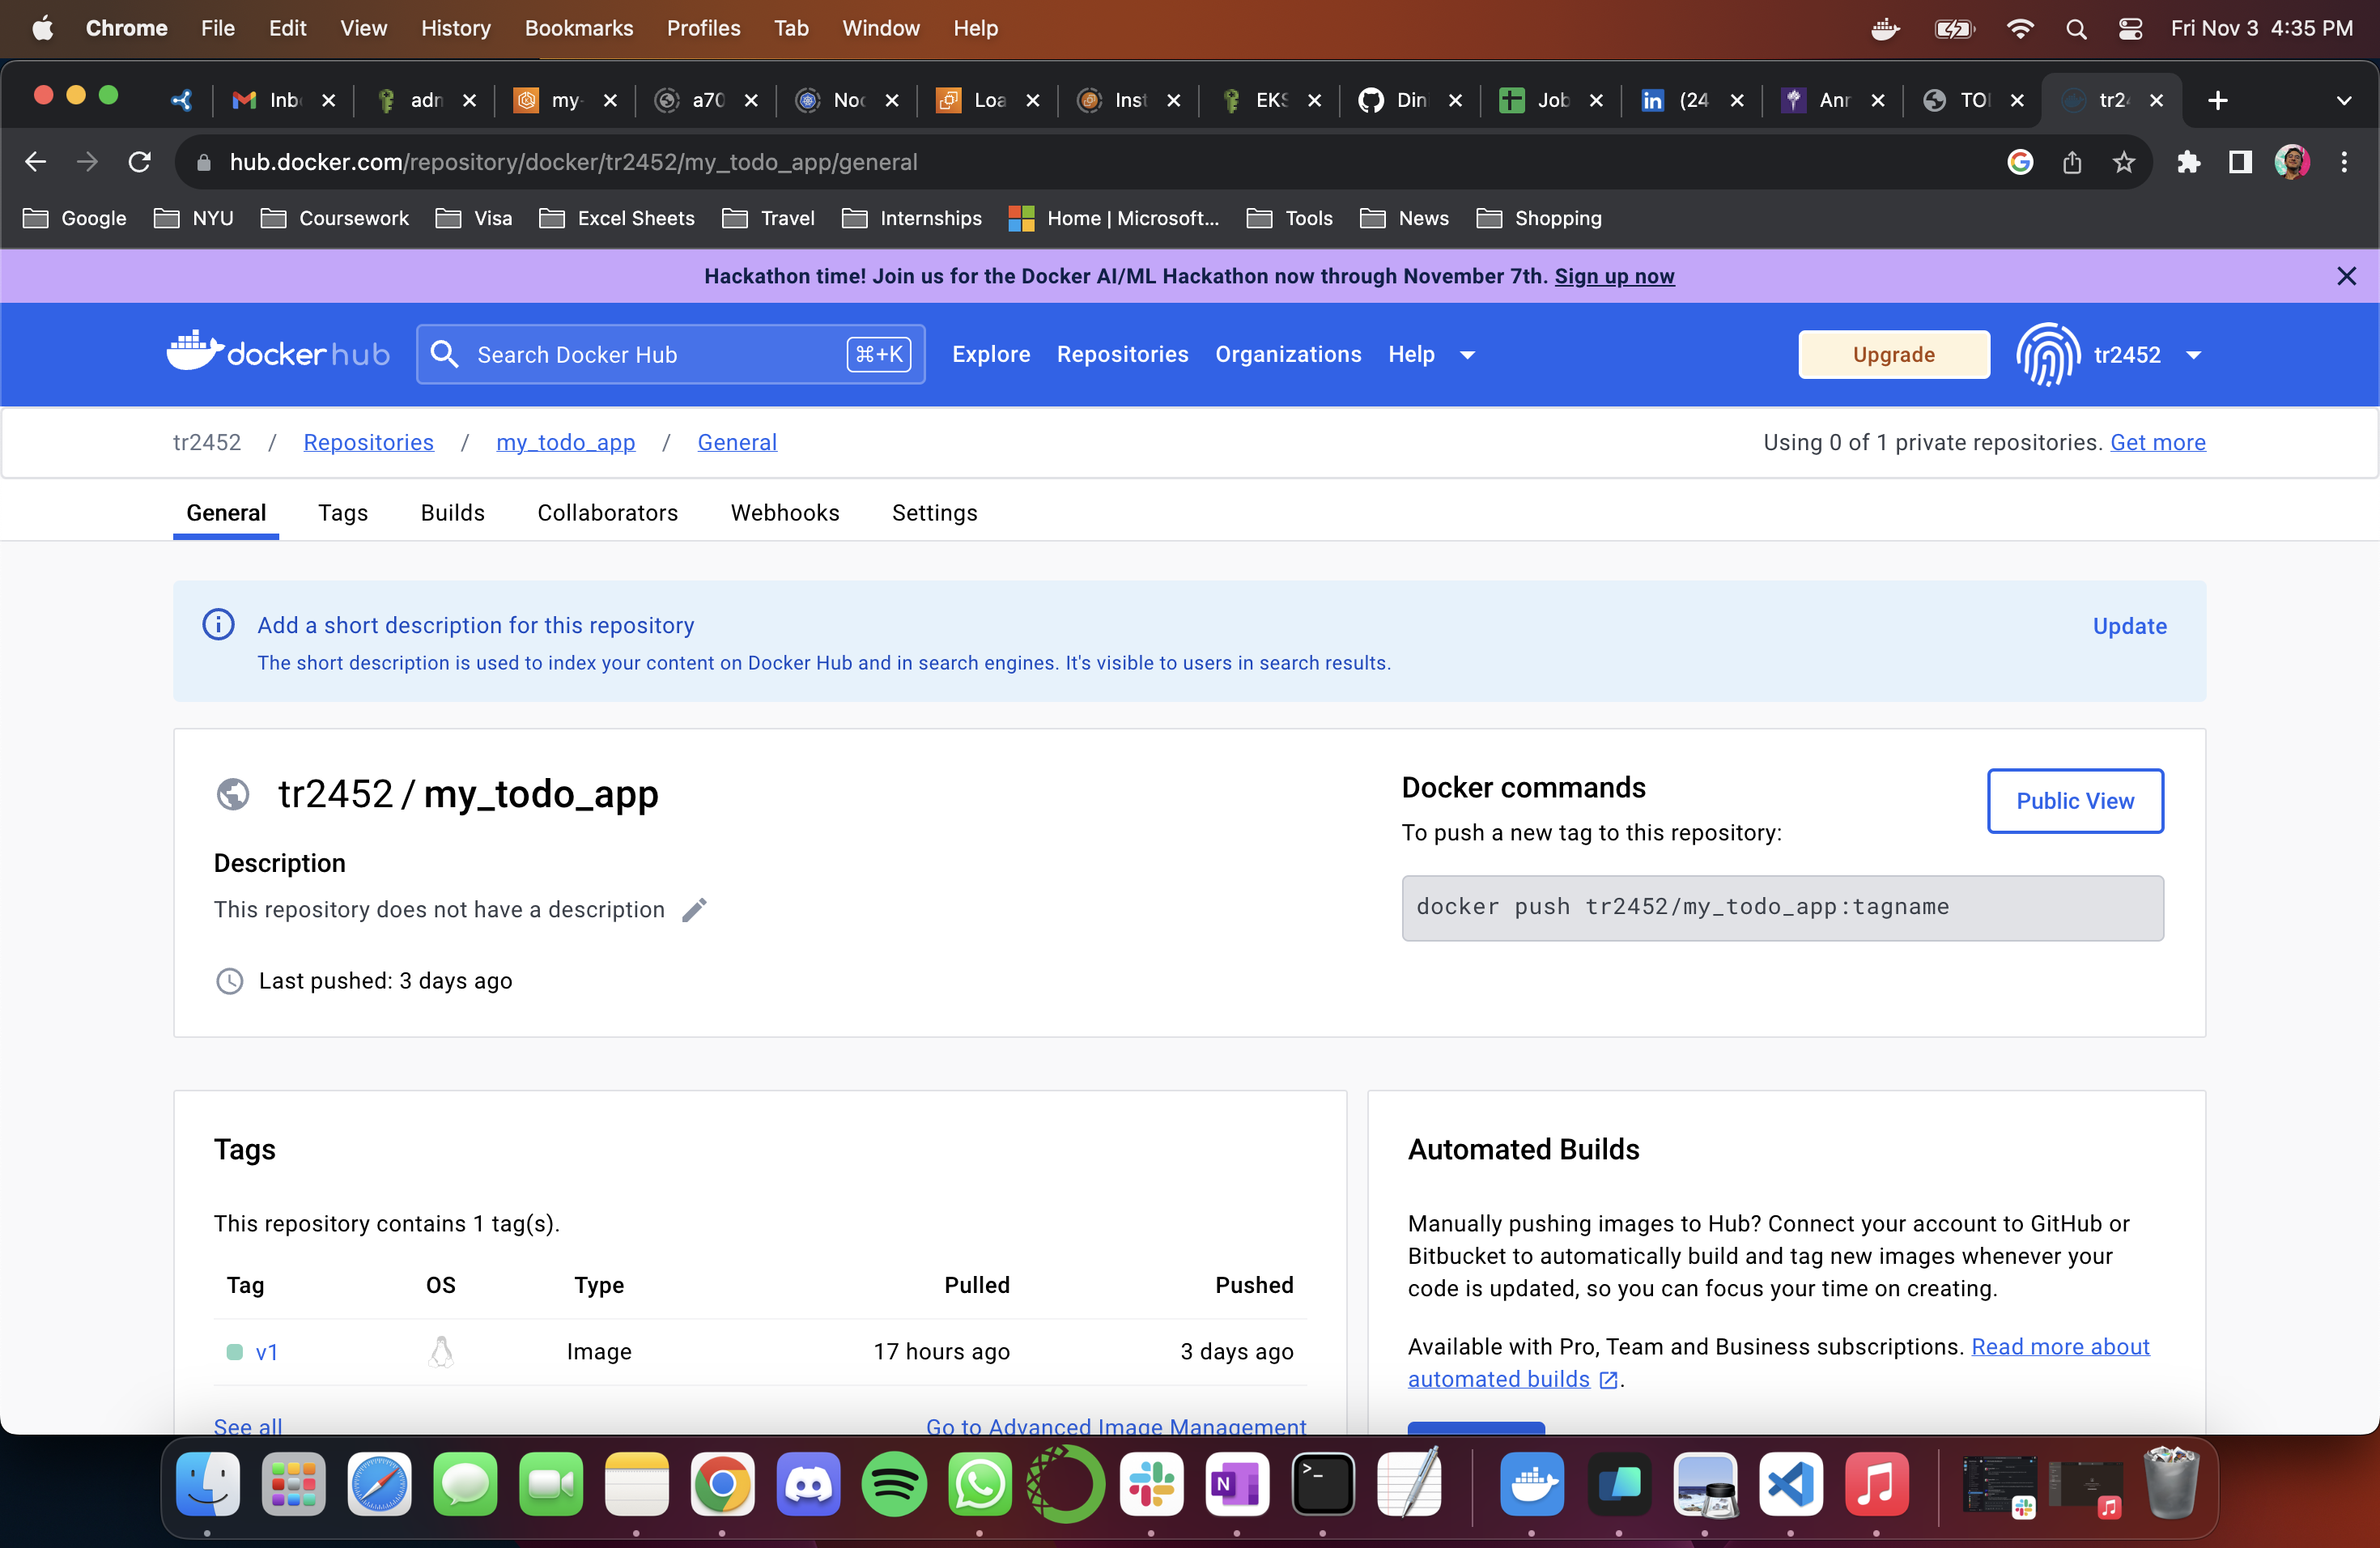 Chrome File Edit View History Bookmarks Profiles Tab Window Help Fri Nov 3 4:35 PM
Inb adn my- a70 Noc Loa Inst EKS Din Job (24 Ann TOI tr24
hub.docker.com/repository/docker/tr2452/my_todo_app/general
Google NYU Coursework Visa Excel Sheets Travel Internships Home | Microsoft... Tools News Shopping
Hackathon time! Join us for the Docker AI/ML Hackathon now through November 7th. Sign up now
docker hub Search Docker Hub ⌘+K Explore Repositories Organizations Help Upgrade tr2452
tr2452 / Repositories / my_todo_app / General Using 0 of 1 private repositories. Get more
General Tags Builds Collaborators Webhooks Settings
Add a short description for this repository Update
The short description is used to index your content on Docker Hub and in search engines. It's visible to users in search results.
tr2452 / my_todo_app
Description
This repository does not have a description
Last pushed: 3 days ago
Docker commands
Public View
To push a new tag to this repository:
docker push tr2452/my_todo_app:tagname
Tags
This repository contains 1 tag(s).
Tag OS Type Pulled Pushed
v1 Image 17 hours ago 3 days ago
See all Go to Advanced Image Management
Automated Builds
Manually pushing images to Hub? Connect your account to GitHub or
Bitbucket to automatically build and tag new images whenever your
code is updated, so you can focus your time on creating.
Available with Pro, Team and Business subscriptions. Read more about
automated builds.